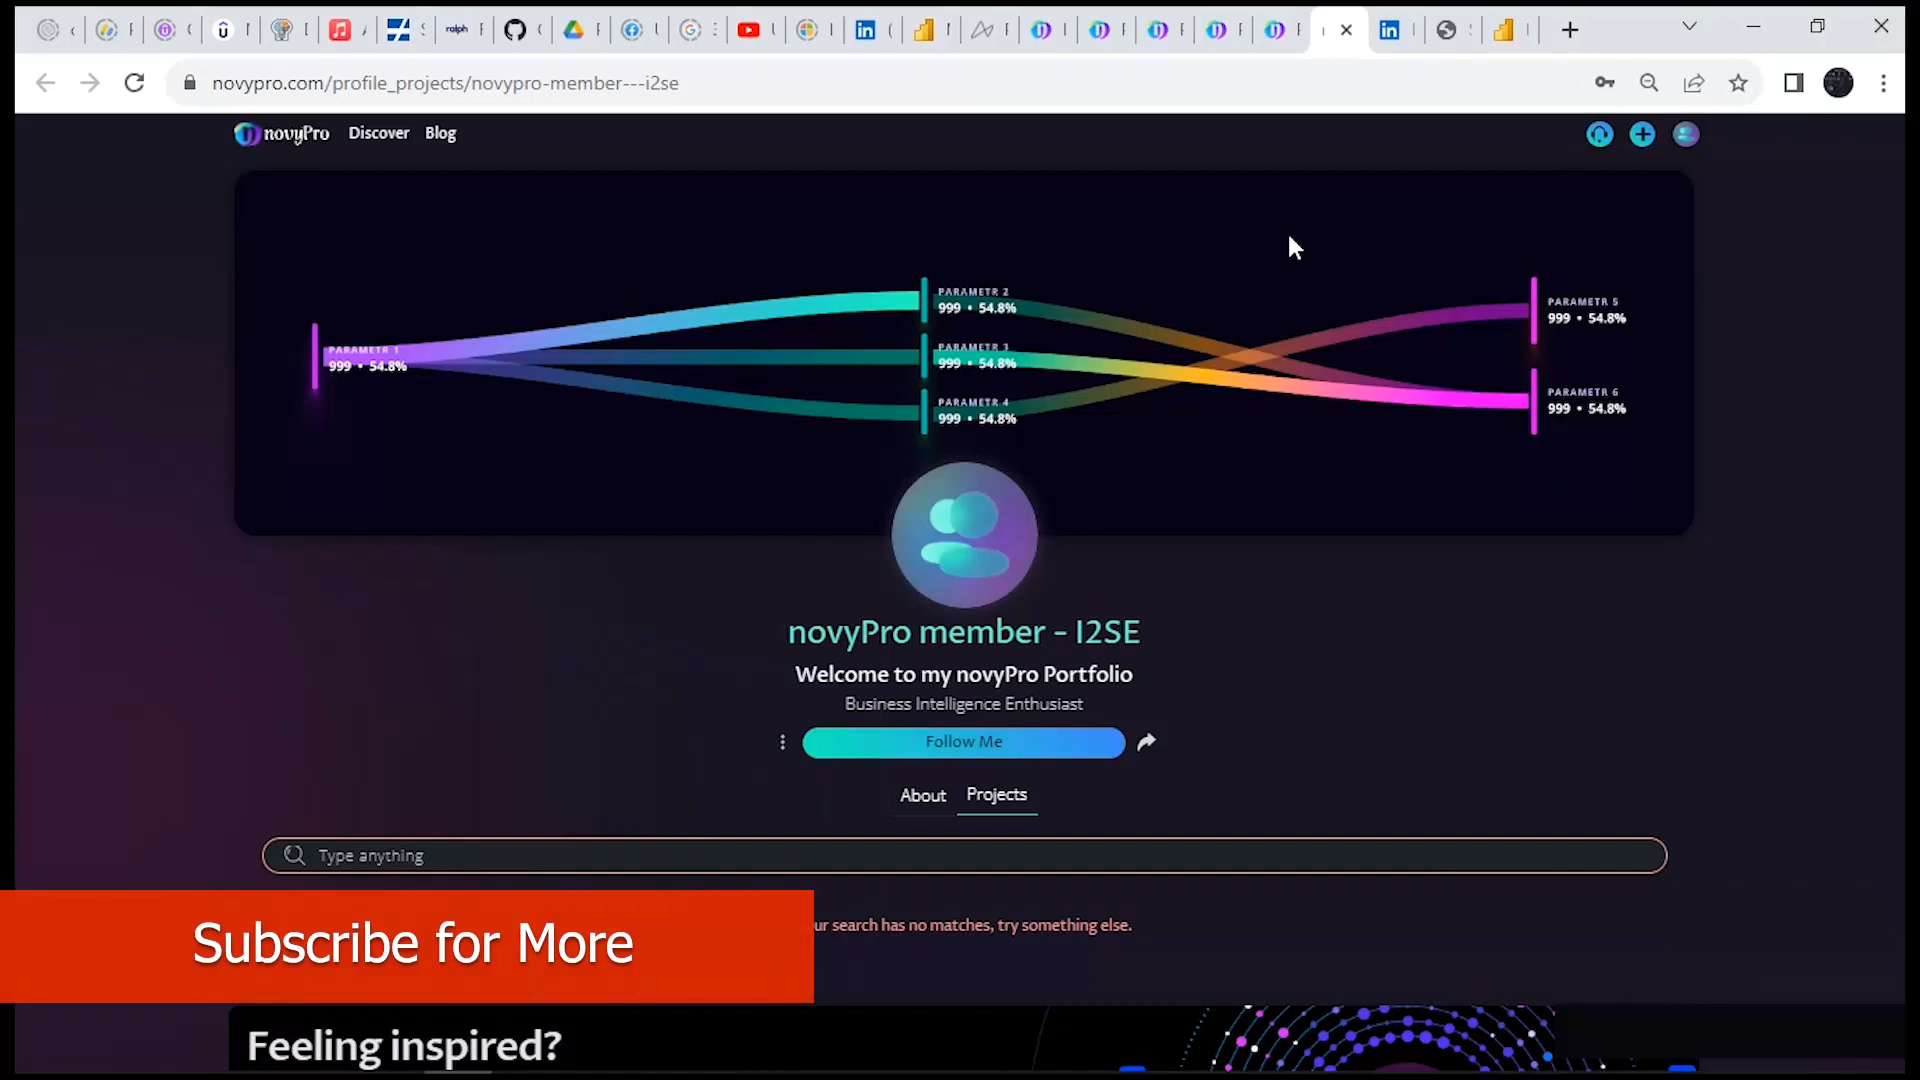 novypro.com/profile_projects/novypro-member---i2se
novyPro
Discover
Blog
PARAMETR 1
999 • 54.8%
PARAMETR 2
999 • 54.8%
PARAMETR 3
999 • 54.8%
PARAMETR 4
999 • 54.8%
PARAMETR 5
999 • 54.8%
PARAMETR 6
999 • 54.8%
novyPro member - I2SE
Welcome to my novyPro Portfolio
Business Intelligence Enthusiast
Follow Me
About
Projects
Type anything
ur search has no matches, try something else.
Subscribe for More
Feeling inspired?